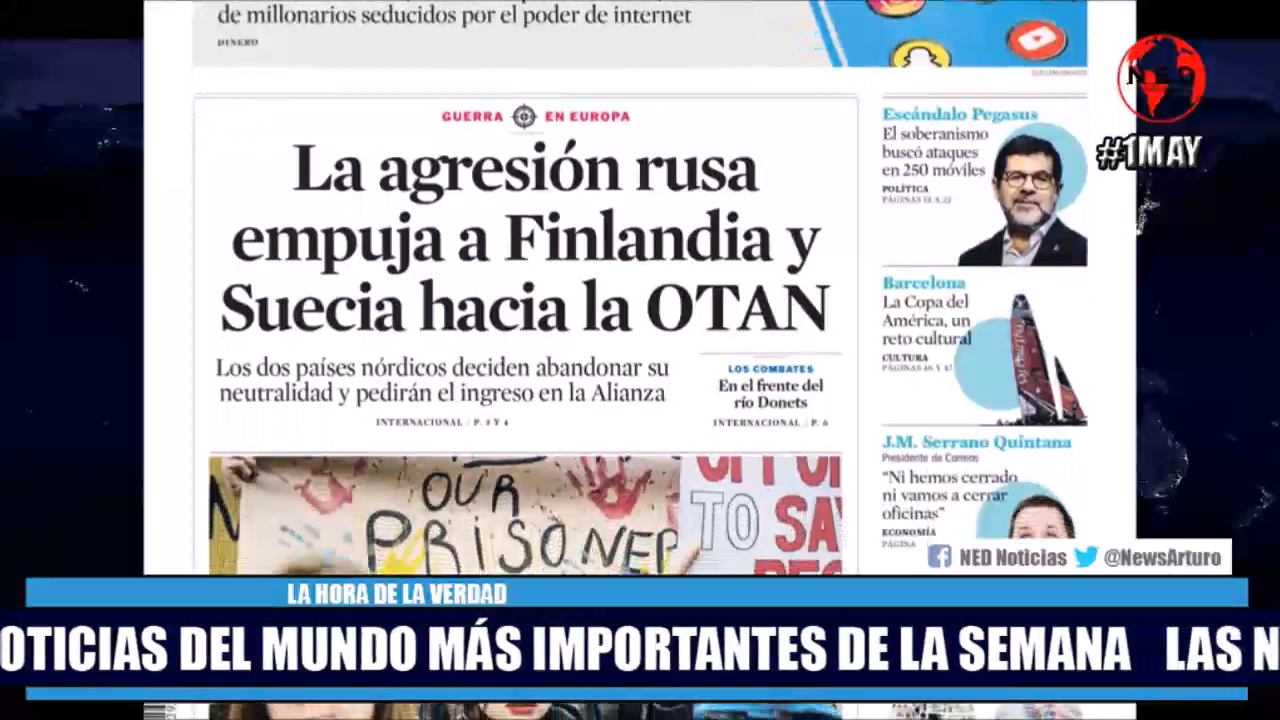 de millonarios seducidos por el poder de internet
DINERO
NED
#1MAY
GUERRA EN EUROPA
La agresión rusa
empuja a Finlandia y
Suecia hacia la OTAN
Los dos países nórdicos deciden abandonar su
neutralidad y pedirán el ingreso en la Alianza
INTERNACIONAL / P. 3 Y 4
LOS COMBATES
En el frente del
río Donets
INTERNACIONAL / P. 6
Escándalo Pegasus
El soberanismo
buscó ataques
en 250 móviles
POLÍTICA
Barcelona
La Copa del
América, un
reto cultural
CULTURA
J.M. Serrano Quintana
Presidente de Correos
“Ni hemos cerrado
ni vamos a cerrar
oficinas”
ECONOMÍA
PÁGINA
OUR
PRISONER
TO SA
NED Noticias @NewsArturo
LA HORA DE LA VERDAD
OTICIAS DEL MUNDO MÁS IMPORTANTES DE LA SEMANA LAS N